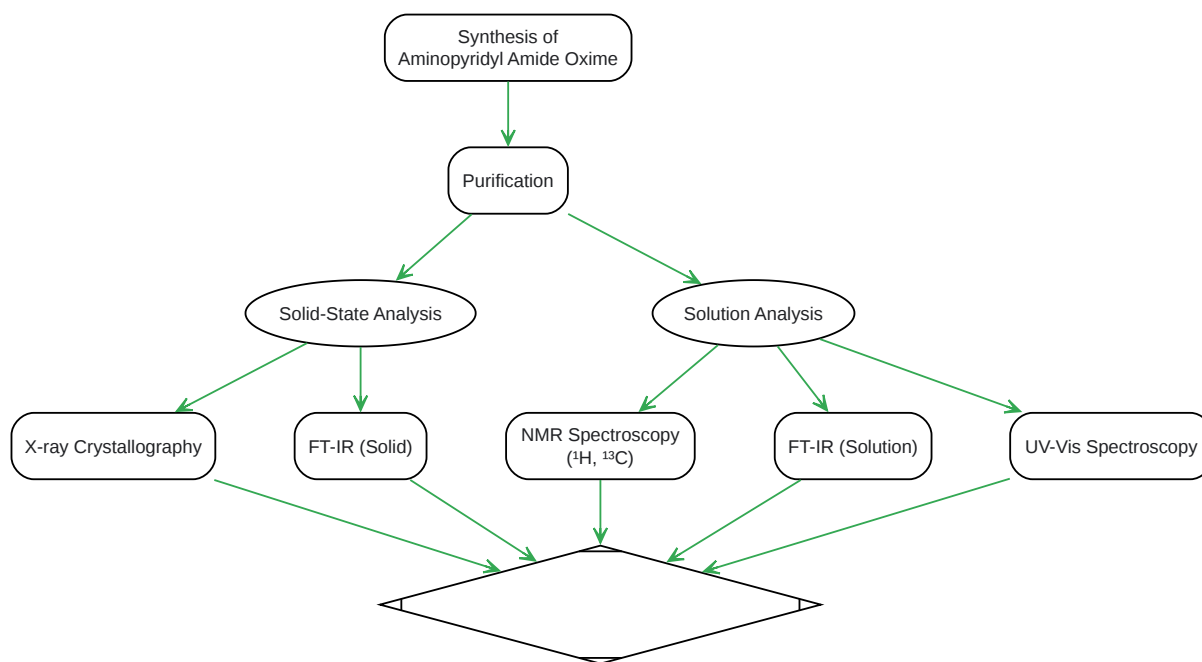 Synthesis of
Aminopyridyl Amide Oxime
Purification
Solid-State Analysis
Solution Analysis
X-ray Crystallography
FT-IR (Solid)
NMR Spectroscopy
(¹H, ¹³C)
FT-IR (Solution)
UV-Vis Spectroscopy